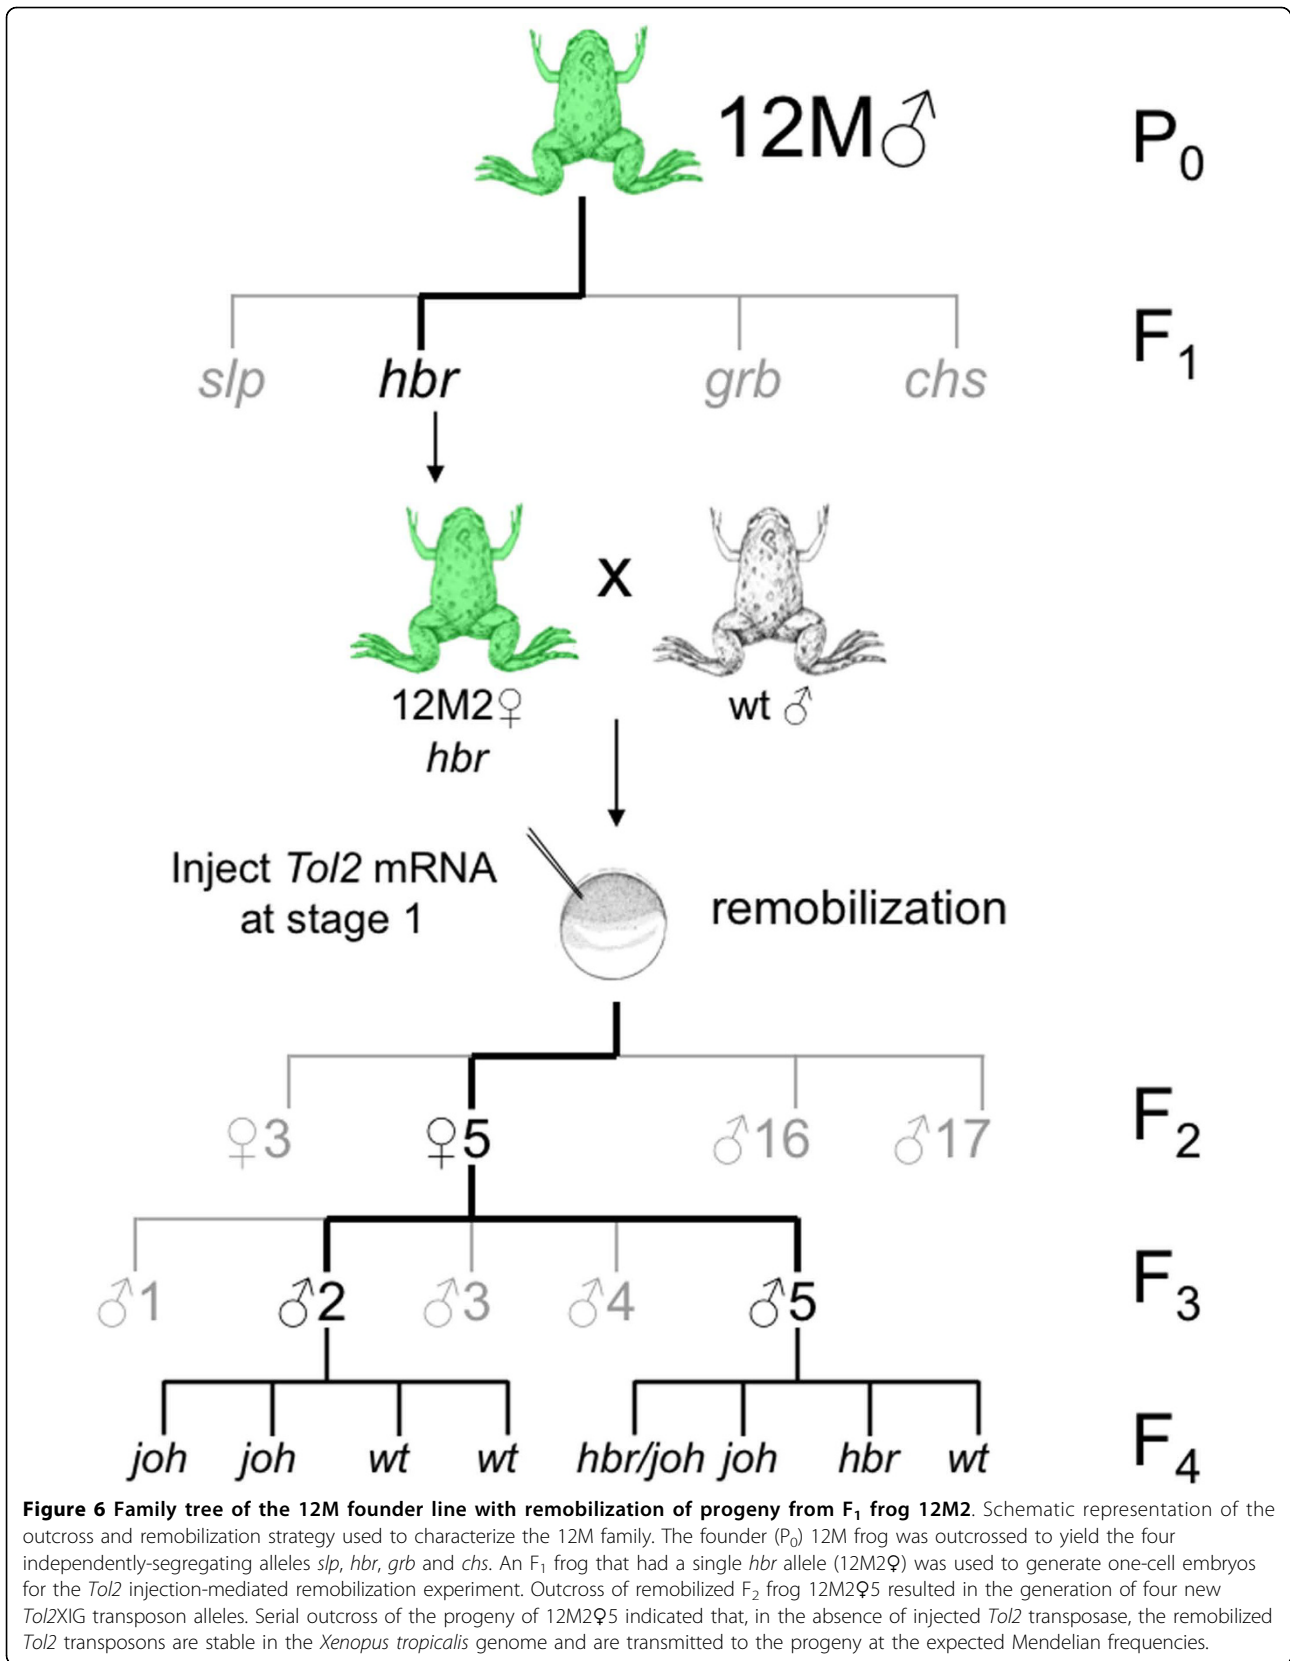 12M♂ P0
F1
slp hbr grb chs
x
12M2♀ wt ♂
hbr
Inject Tol2 mRNA
at stage 1
remobilization
♀3 ♀5 ♂16 ♂17 F2
♂1 ♂2 ♂3 ♂4 ♂5 F3
joh joh wt wt hbr/joh joh hbr wt F4
Figure 6 Family tree of the 12M founder line with remobilization of progeny from F1 frog 12M2. Schematic representation of the
outcross and remobilization strategy used to characterize the 12M family. The founder (P0) 12M frog was outcrossed to yield the four
independently-segregating alleles slp, hbr, grb and chs. An F1 frog that had a single hbr allele (12M2♀) was used to generate one-cell embryos
for the Tol2 injection-mediated remobilization experiment. Outcross of remobilized F2 frog 12M2♀5 resulted in the generation of four new
Tol2XIG transposon alleles. Serial outcross of the progeny of 12M2♀5 indicated that, in the absence of injected Tol2 transposase, the remobilized
Tol2 transposons are stable in the Xenopus tropicalis genome and are transmitted to the progeny at the expected Mendelian frequencies.